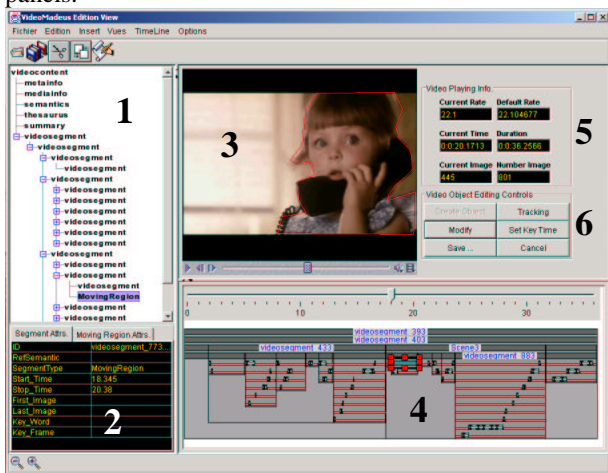 panels.
VideoMadeus Edition View
Fichier Edition Insert Vues TimeLine Options
videocontent
metainfo
mediainfo
semantics
thesaurus
summary
videosegment
videosegment
videosegment
videosegment
videosegment
videosegment
videosegment
videosegment
videosegment
videosegment
videosegment
videosegment
videosegment
MovingRegion
videosegment
1
Segment Attrs. Moving Region Attrs.
ID videosegment_773...
RefSemantic
SegmentType MovingRegion
Start_Time 18.345
Stop_Time 20.38
First_Image
Last_Image
Key_Word
Key_Frame
2
3
Video Playing Info.
Current Rate Default Rate
22.1 22.104677
Current Time Duration
0:0:20.1713 0:0:36.2566
Current Image Number Image
445 801
5
Video Object Editing Controls
Create Object Tracking
Modify Set Key Time
Save ... Cancel
6
0 10 20 30
videosegment_393
videosegment_403
videosegment_433 Scene3
videosegment_883
4